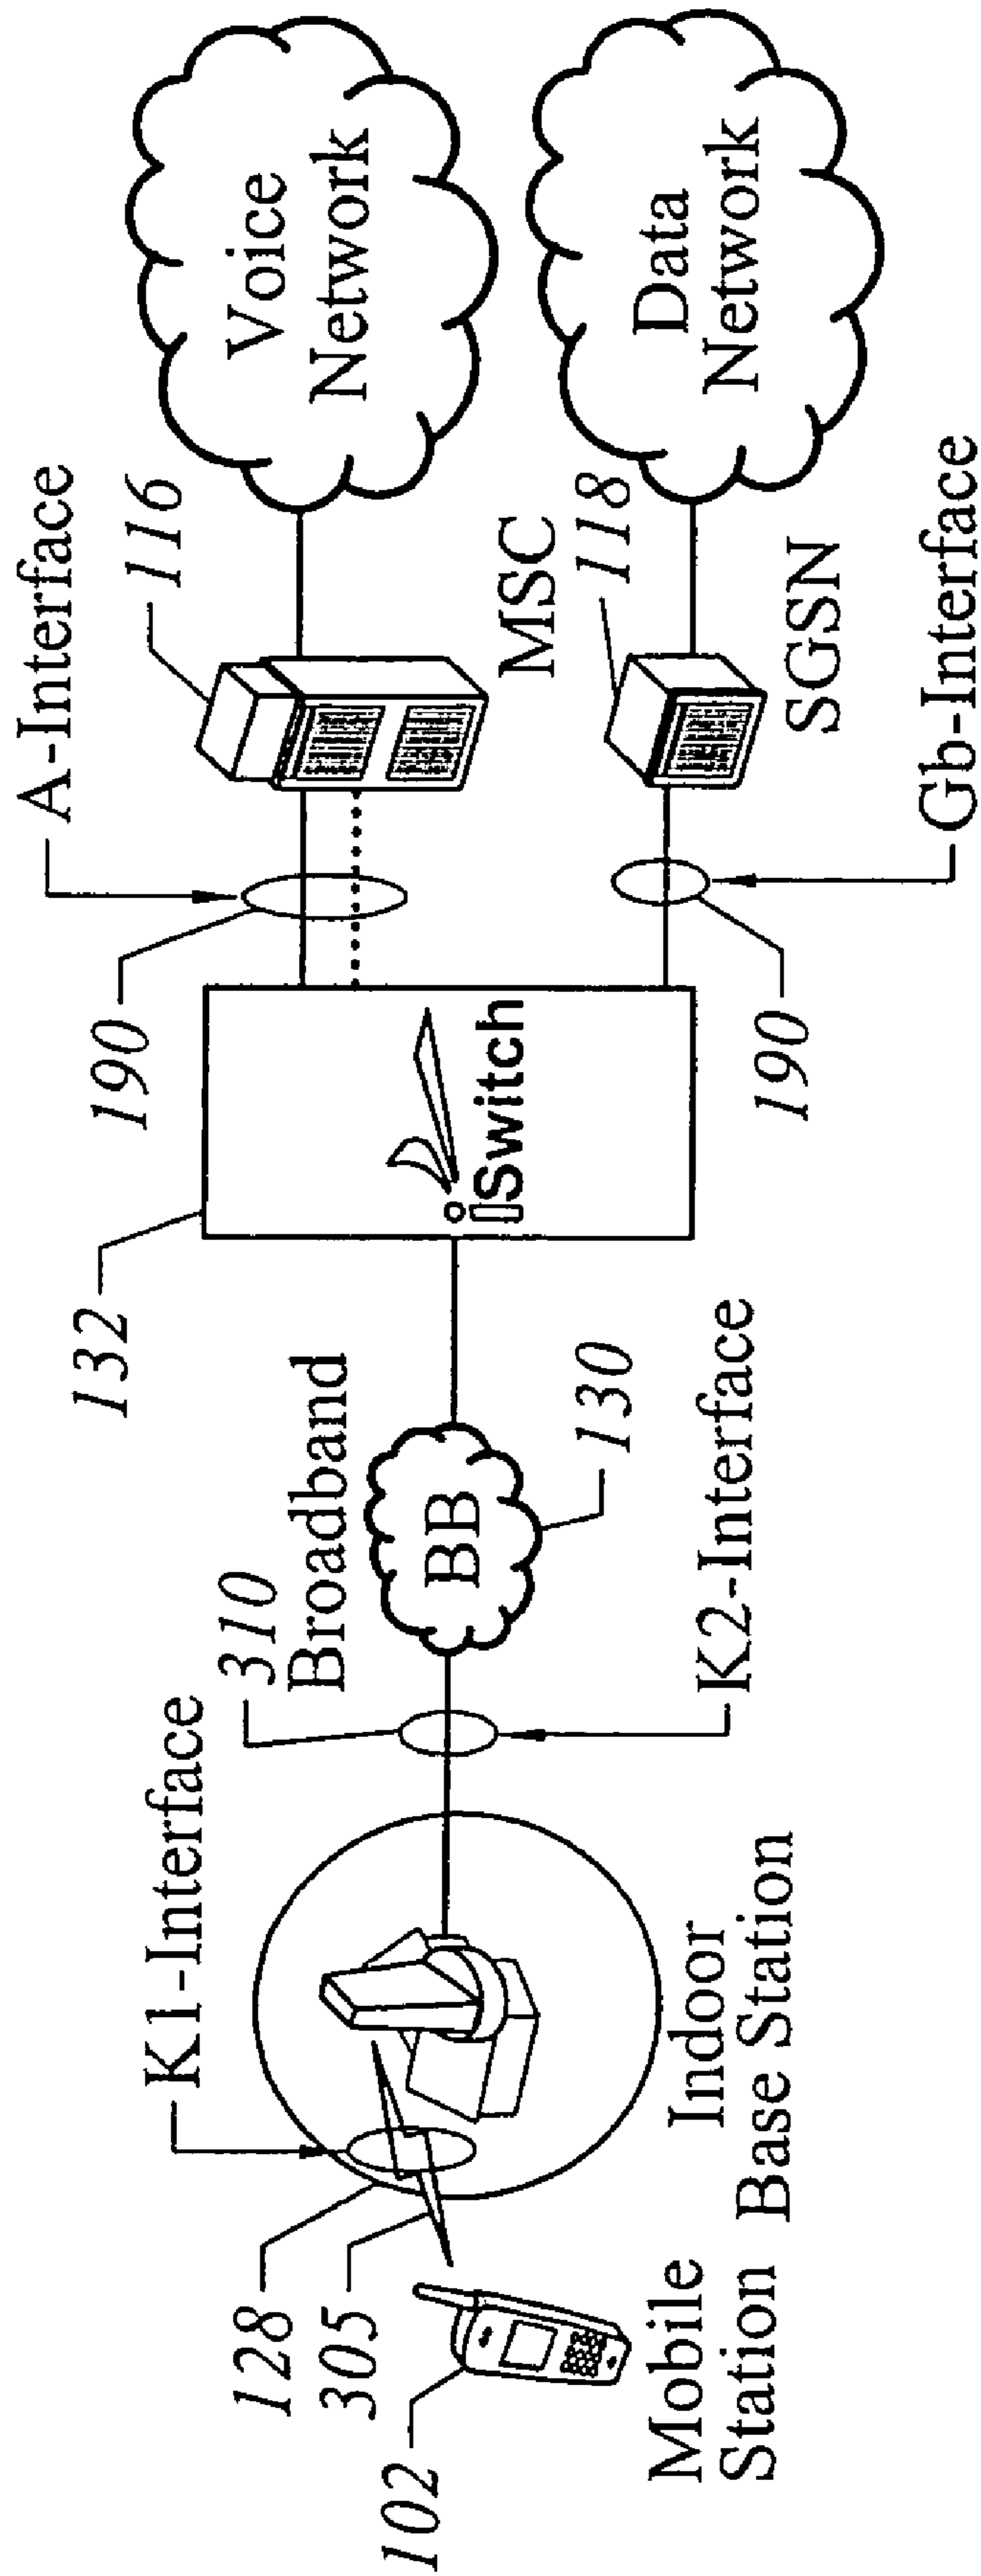 128
305
102
Mobile
Station
K1-Interface
Indoor
Base Station
310
Broadband
BB
130
K2-Interface
132
iSwitch
190
A-Interface
116
MSC
Voice
Network
190
Gb-Interface
118
SGSN
Data
Network